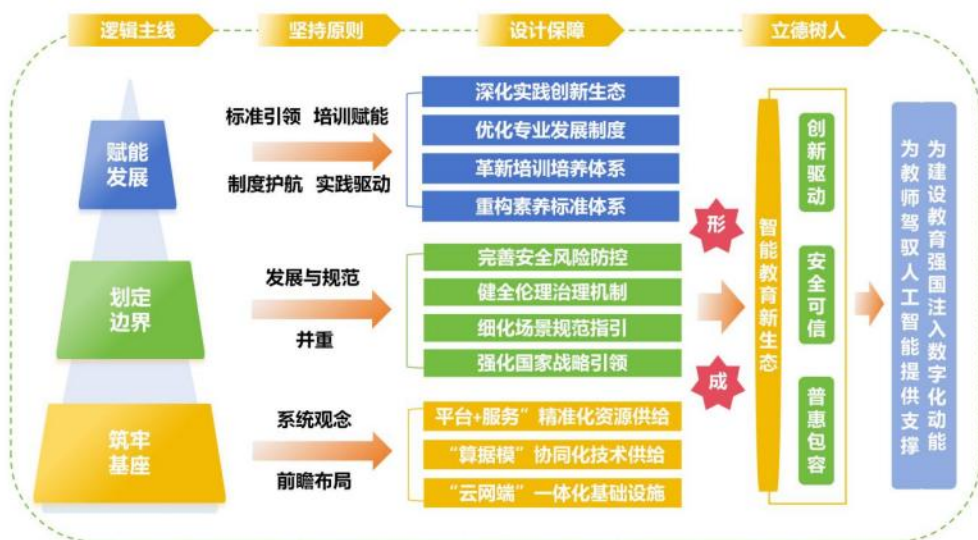 逻辑主线
坚持原则
设计保障
立德树人
赋能
发展
标准引领 培训赋能
制度护航 实践驱动
深化实践创新生态
优化专业发展制度
革新培训培养体系
重构素养标准体系
划定
边界
发展与规范
并重
完善安全风险防控
健全伦理治理机制
细化场景规范指引
强化国家战略引领
筑牢
基座
系统观念
前瞻布局
平台+服务”精准化资源供给
“算据模”协同化技术供给
“云网端”一体化基础设施
形
成
智能教育新生态
创新驱动
安全可信
普惠包容
为建设教育强国注入数字化动能
为教师驾驭人工智能提供支撑